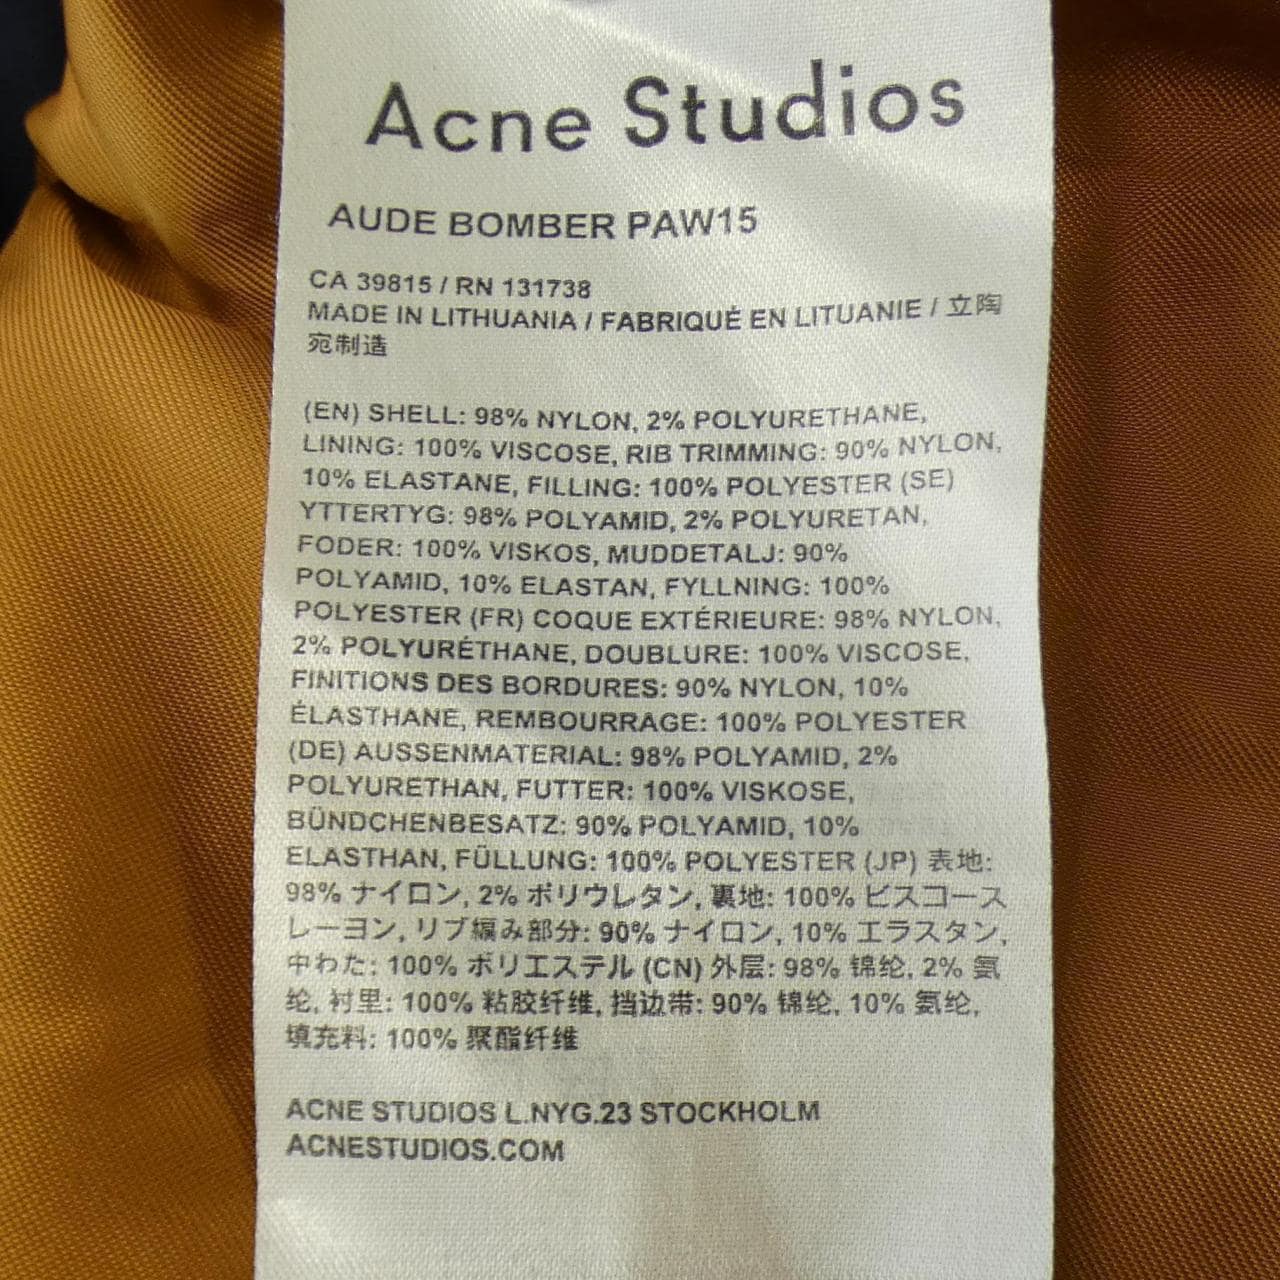 Acne Studios
AUDE BOMBER PAW15
CA 39815 / RN 131738
MADE IN LITHUANIA / FABRIQUÉ EN LITUANIE / 立陶
宛制造
(EN) SHELL: 98% NYLON, 2% POLYURETHANE,
LINING: 100% VISCOSE, RIB TRIMMING: 90% NYLON,
10% ELASTANE, FILLING: 100% POLYESTER (SE)
YTTERTYG: 98% POLYAMID, 2% POLYURETAN,
FODER: 100% VISKOS, MUDDETALJ: 90%
POLYAMID, 10% ELASTAN, FYLLNING: 100%
POLYESTER (FR) COQUE EXTÉRIEURE: 98% NYLON,
2% POLYURÉTHANE, DOUBLURE: 100% VISCOSE,
FINITIONS DES BORDURES: 90% NYLON, 10%
ÉLASTHANE, REMBOURRAGE: 100% POLYESTER
(DE) AUSSENMATERIAL: 98% POLYAMID, 2%
POLYURETHAN, FUTTER: 100% VISKOSE,
BÜNDCHENBESATZ: 90% POLYAMID, 10%
ELASTHAN, FÜLLUNG: 100% POLYESTER (JP) 表地:
98% ナイロン, 2% ポリウレタン, 裏地: 100% ビスコース
レーヨン, リブ編み部分: 90% ナイロン, 10% エラスタン,
中わた: 100% ポリエステル (CN) 外层: 98% 锦纶, 2% 氨
纶, 衬里: 100% 粘胶纤维, 挡边带: 90% 锦纶, 10% 氨纶,
填充料: 100% 聚酯纤维
ACNE STUDIOS L.NYG.23 STOCKHOLM
ACNESTUDIOS.COM